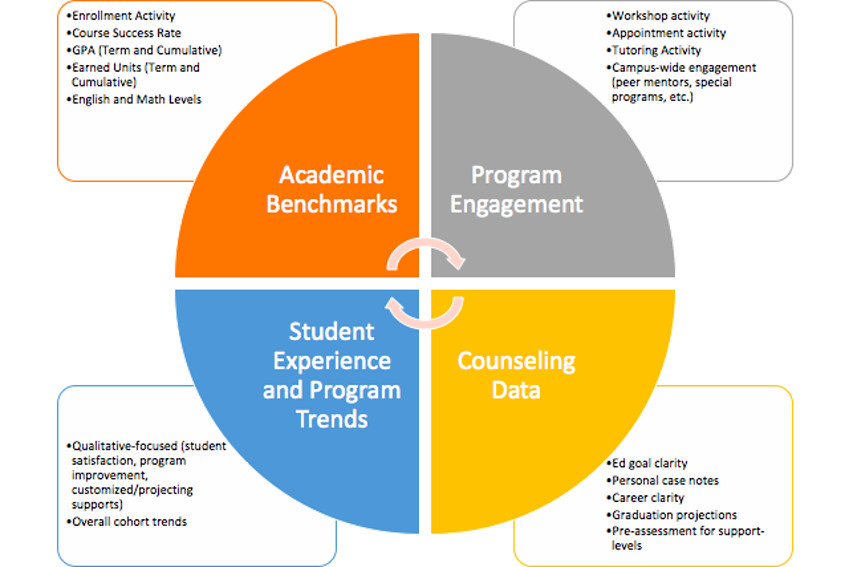 •Enrollment Activity
•Course Success Rate
•GPA (Term and Cumulative)
•Earned Units (Term and
Cumulative)
•English and Math Levels
•Workshop activity
•Appointment activity
•Tutoring Activity
•Campus-wide engagement
(peer mentors, special
programs, etc.)
Academic
Benchmarks
Program
Engagement
Student
Experience
and Program
Trends
Counseling
Data
•Qualitative-focused (student
satisfaction, program
improvement,
customized/projecting
supports)
•Overall cohort trends
•Ed goal clarity
•Personal case notes
•Career clarity
•Graduation projections
•Pre-assessment for support-
levels